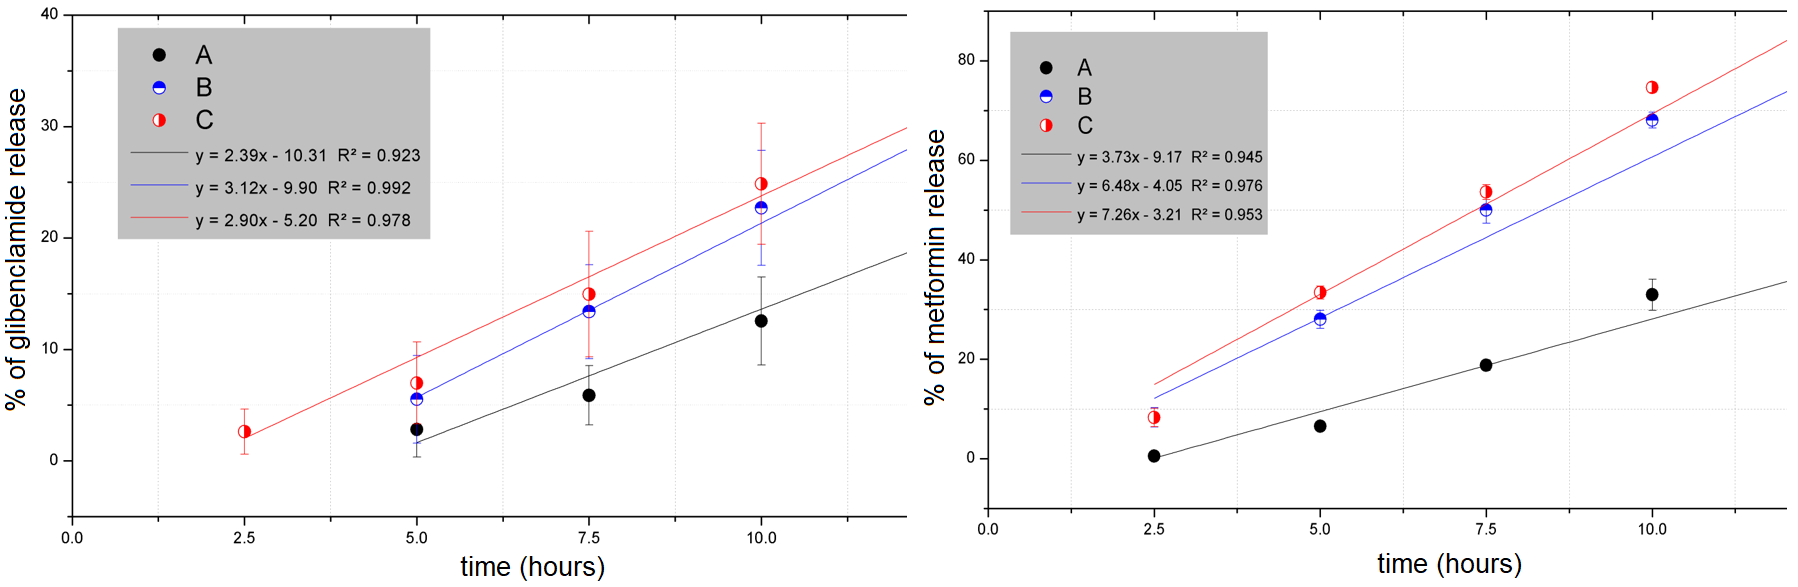 40
30
20
10
0
% of glibenclamide release
A
B
C
y = 2.39x - 10.31 R² = 0.923
y = 3.12x - 9.90 R² = 0.992
y = 2.90x - 5.20 R² = 0.978
0.0 2.5 5.0 7.5 10.0
time (hours)
80
60
40
20
0
% of metformin release
A
B
C
y = 3.73x - 9.17 R² = 0.945
y = 6.48x - 4.05 R² = 0.976
y = 7.26x - 3.21 R² = 0.953
0.0 2.5 5.0 7.5 10.0
time (hours)